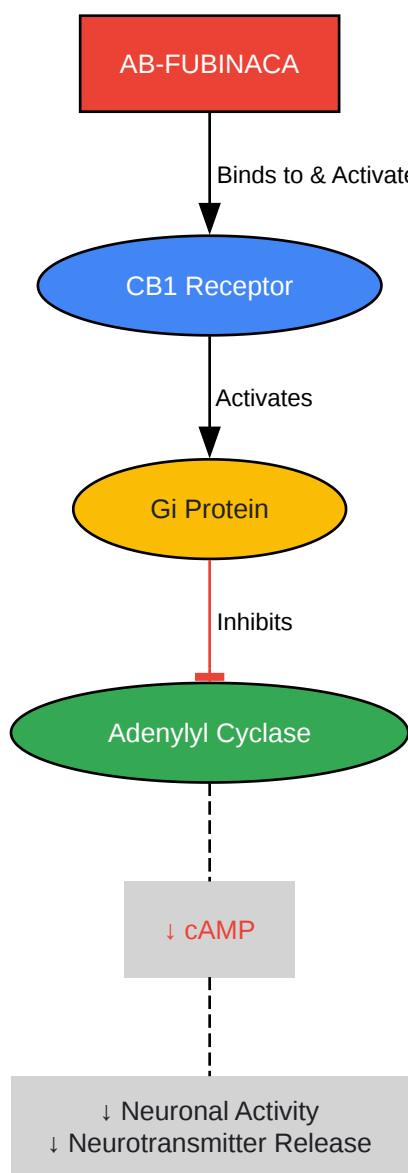 AB-FUBINACA
Binds to & Activate
CB1 Receptor
Activates
Gi Protein
Inhibits
Adenylyl Cyclase
↓ cAMP
↓ Neuronal Activity
↓ Neurotransmitter Release